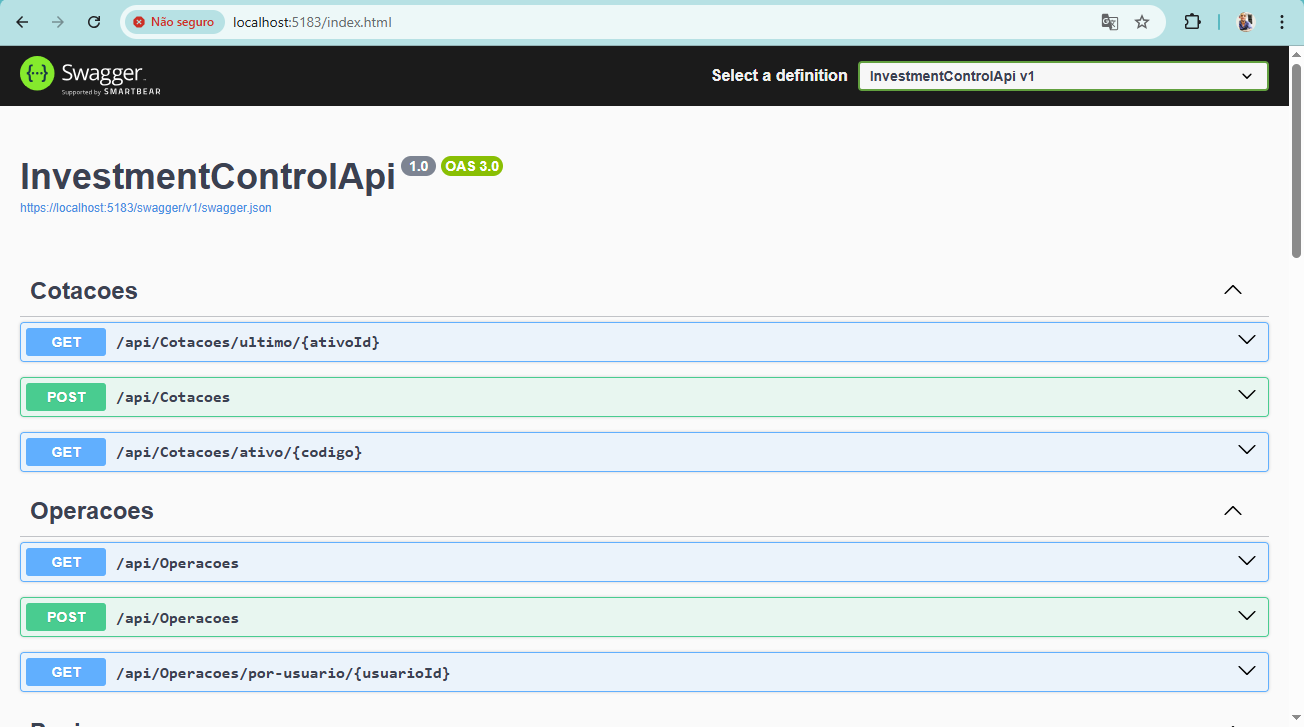 Não seguro localhost:5183/index.html
Swagger Select a definition InvestmentControlApi v1
Supported by SMARTBEAR
InvestmentControlApi 1.0 OAS 3.0
https://localhost:5183/swagger/v1/swagger.json
Cotacoes
GET /api/Cotacoes/ultimo/{ativoId}
POST /api/Cotacoes
GET /api/Cotacoes/ativo/{codigo}
Operacoes
GET /api/Operacoes
POST /api/Operacoes
GET /api/Operacoes/por-usuario/{usuarioId}